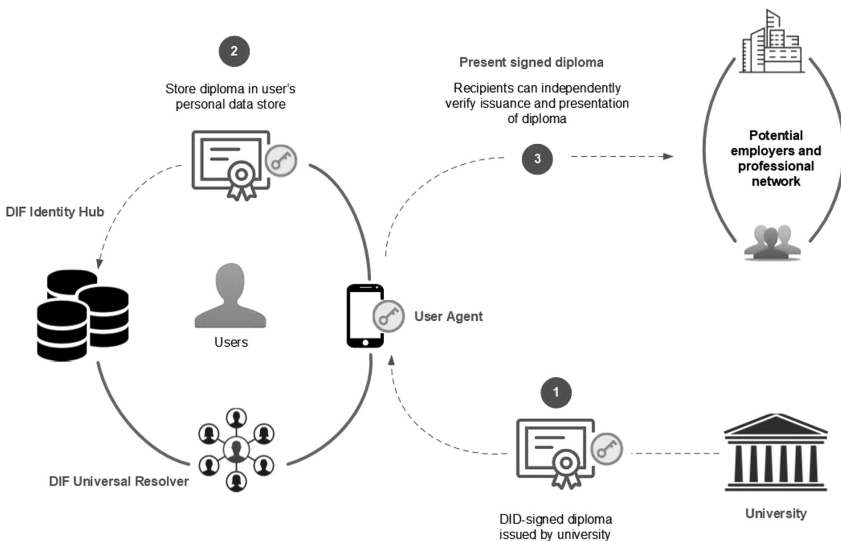 2
Store diploma in user's
personal data store
DIF Identity Hub
Users
User Agent
DIF Universal Resolver
Present signed diploma
Recipients can independently
verify issuance and presentation
of diploma
3
Potential
employers and
professional
network
1
DID-signed diploma
issued by university
University